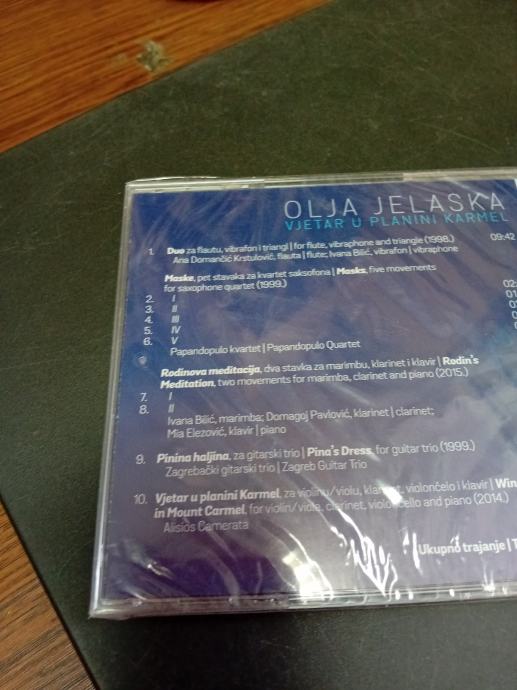 OLJA JELASKA
VJETAR U PLANINI KARMEL
1. Duo za flautu, vibrafon i triangl | for flute, vibraphone and triangle (1998.) 09:42
Ana Domančić Krstulović, flauta | flute; Ivana Bilić, vibrafon | vibraphone
Maske, pet stavaka za kvartet saksofona | Masks, five movements
for saxophone quartet (1999.)
2. I
3. II
4. III
5. IV
6. V
Papandopulo kvartet | Papandopulo Quartet
Rodinova meditacija, dva stavka za marimbu, klarinet i klavir | Rodin's
Meditation, two movements for marimba, clarinet and piano (2015.)
7. I
8. II
Ivana Bilić, marimba; Domagoj Pavlović, klarinet | clarinet;
Mia Elezović, klavir | piano
9. Pinina haljina, za gitarski trio | Pina's Dress, for guitar trio (1999.)
Zagrebački gitarski trio | Zagreb Guitar Trio
10. Vjetar u planini Karmel, za violinu/violu, klarinet, violončelo i klavir | Win
in Mount Carmel, for violin/viola, clarinet, violoncello and piano (2014.)
Alisios Camerata
Ukupno trajanje | T